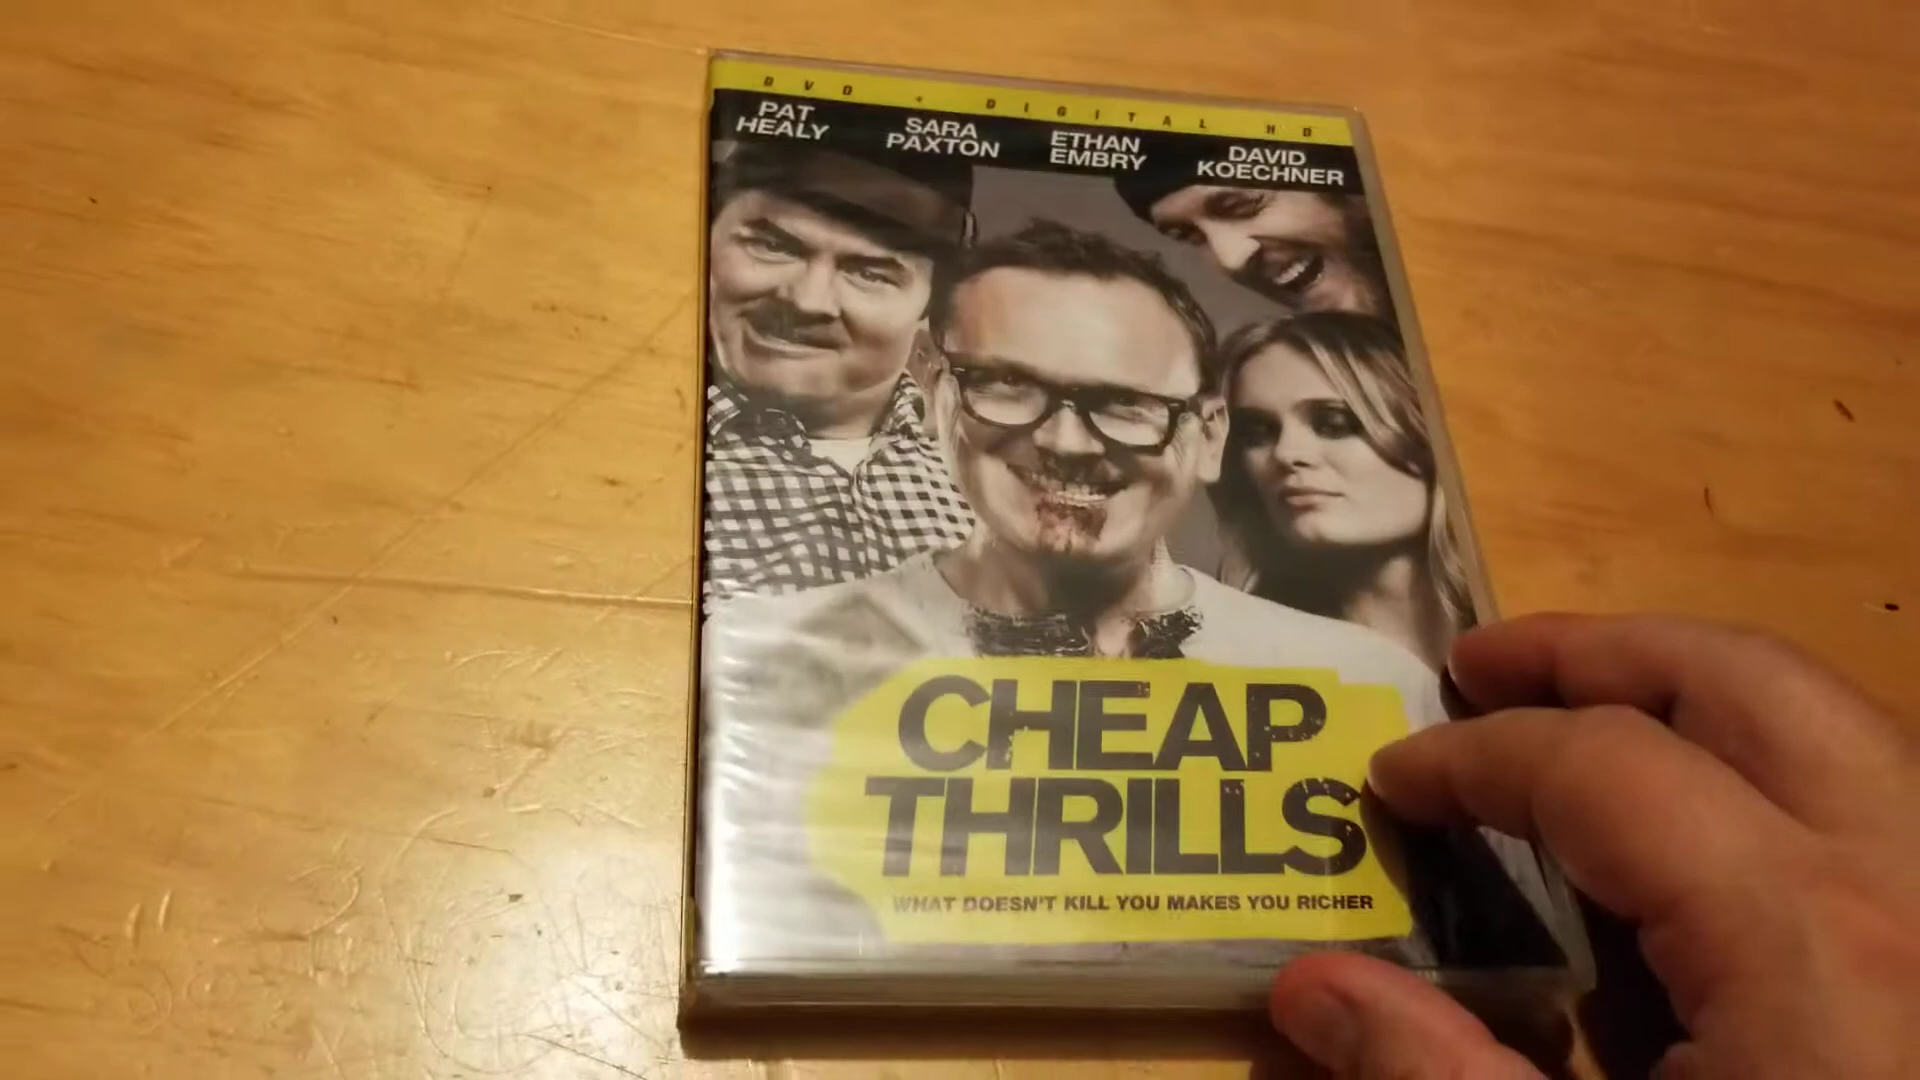 DVD + DIGITAL HD
PAT HEALY
SARA PAXTON
ETHAN EMBRY
DAVID KOECHNER
CHEAP
THRILLS
WHAT DOESN'T KILL YOU MAKES YOU RICHER